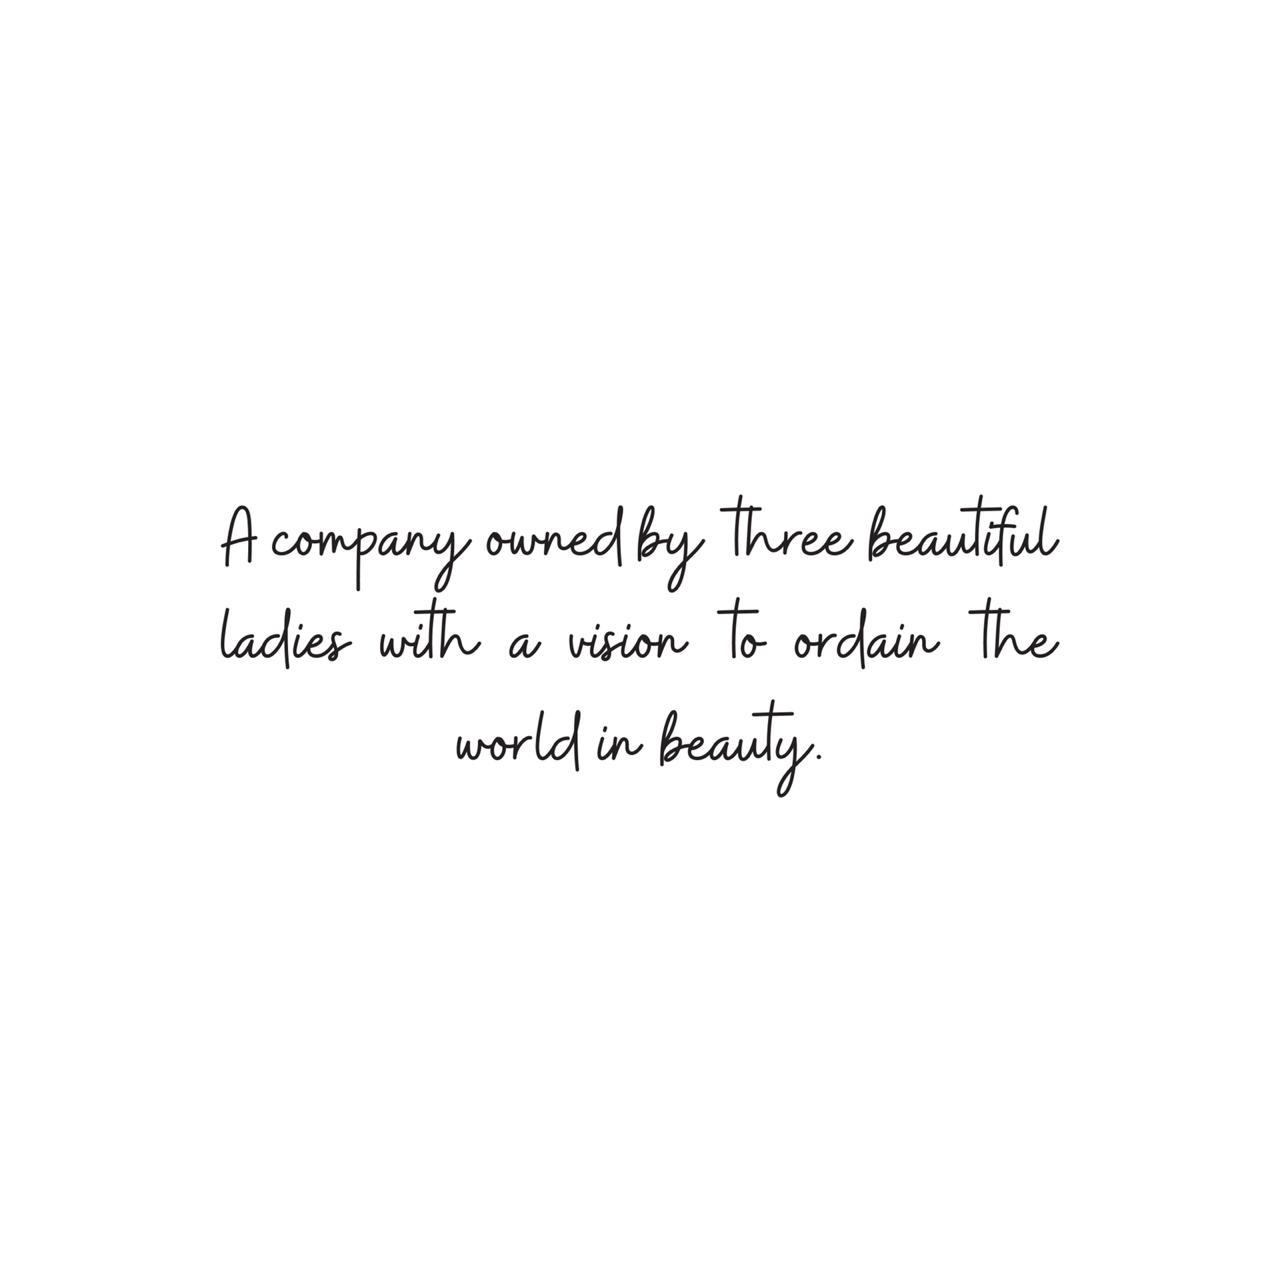 A company owned by three beautiful
ladies with a vision to ordain the
world in beauty.